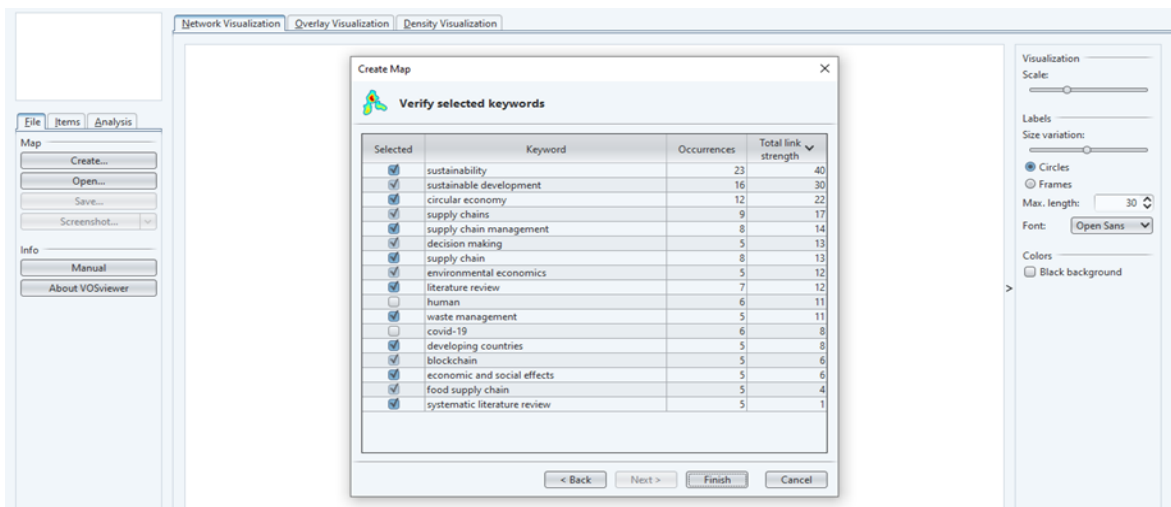 Network Visualization Overlay Visualization Density Visualization
File Items Analysis
Map
Create...
Open...
Save...
Screenshot...
Info
Manual
About VOSviewer
Create Map
Verify selected keywords
Selected Keyword Occurrences Total link strength
sustainability 23 40
sustainable development 16 30
circular economy 12 22
supply chains 9 17
supply chain management 8 14
decision making 5 13
supply chain 8 13
environmental economics 5 12
literature review 7 12
human 6 11
waste management 5 11
covid-19 6 8
developing countries 5 8
blockchain 5 6
economic and social effects 5 6
food supply chain 5 4
systematic literature review 5 1
< Back Next > Finish Cancel
>
Visualization
Scale:
Labels
Size variation:
Circles
Frames
Max. length: 30
Font: Open Sans
Colors
Black background